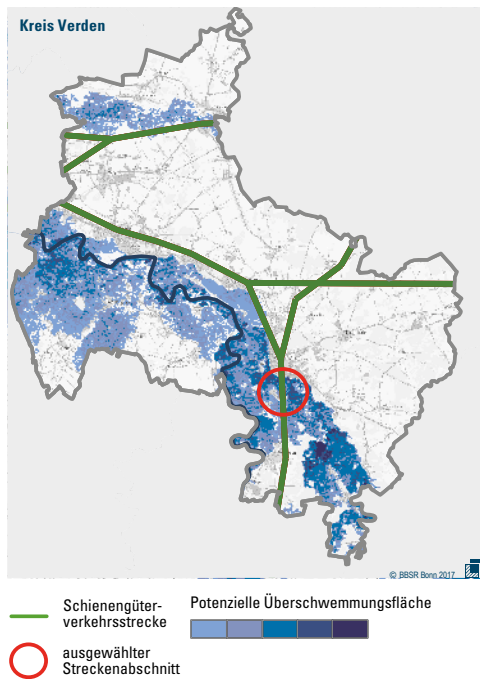 Kreis Verden
© BBSR Bonn 2017
Schienengüter-
verkehrsstrecke
Potenzielle Überschwemmungsfläche
ausgewählter
Streckenabschnitt